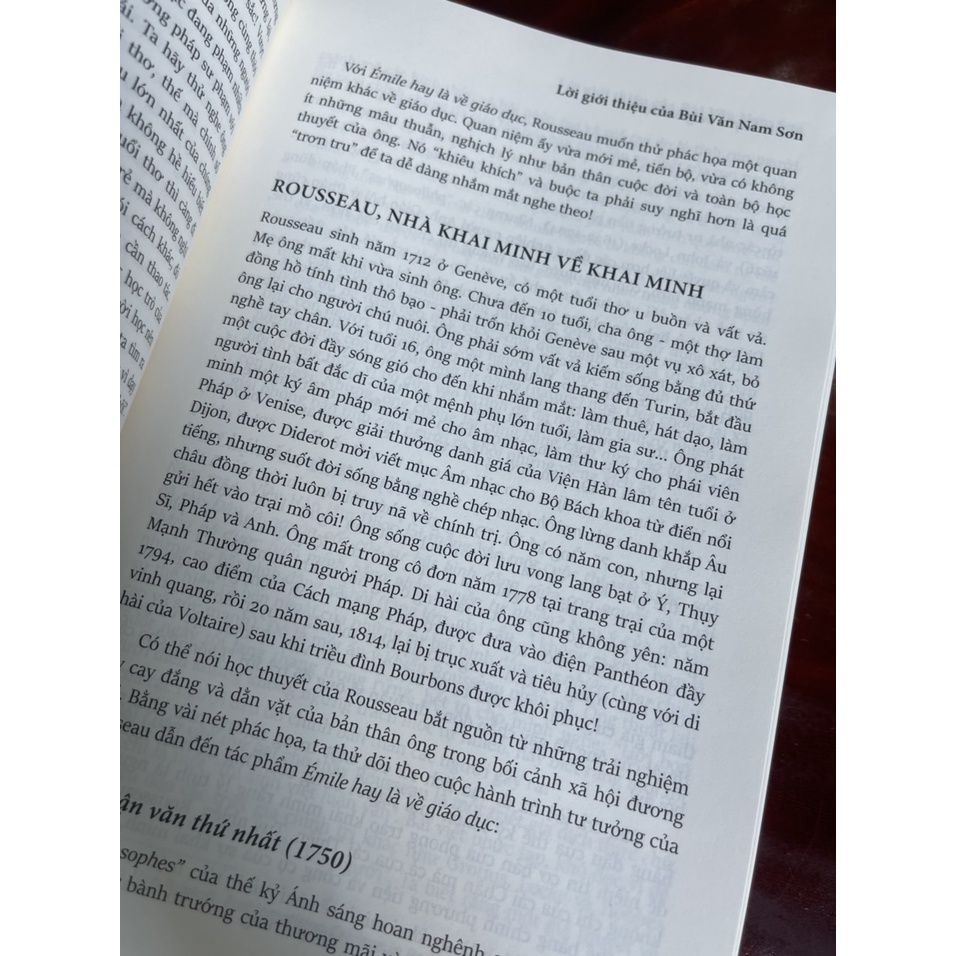 Lời giới thiệu của Bùi Văn Nam Sơn
Với Émile hay là về giáo dục, Rousseau muốn thử phác họa một quan
niệm khác về giáo dục. Quan niệm ấy vừa mới mẻ, tiến bộ, vừa có không
ít những mâu thuẫn, nghịch lý như bản thân cuộc đời và toàn bộ học
thuyết của ông. Nó “khiêu khích” và buộc ta phải suy nghĩ hơn là quá
“trơn tru” để ta dễ dàng nhắm mắt nghe theo!
ROUSSEAU, NHÀ KHAI MINH VỀ KHAI MINH
Rousseau sinh năm 1712 ở Genève, có một tuổi thơ u buồn và vất vả.
Mẹ ông mất khi vừa sinh ông. Chưa đến 10 tuổi, cha ông - một thợ làm
đồng hồ tính tình thô bạo - phải trốn khỏi Genève sau một vụ xô xát, bỏ
ông lại cho người chú nuôi. Ông phải sớm vất vả kiếm sống bằng đủ thứ
nghề tay chân. Với tuổi 16, ông một mình lang thang đến Turin, bắt đầu
một cuộc đời đầy sóng gió cho đến khi nhắm mắt: làm thuê, hát dạo, làm
người tình bất đắc dĩ của một mệnh phụ lớn tuổi, làm gia sư... Ông phát
minh một ký âm pháp mới mẻ cho âm nhạc, làm thư ký cho phái viên
Pháp ở Venise, được giải thưởng danh giá của Viện Hàn lâm tên tuổi ở
Dijon, được Diderot mời viết mục Âm nhạc cho Bộ Bách khoa từ điển nổi
tiếng, nhưng suốt đời sống bằng nghề chép nhạc. Ông lừng danh khắp Âu
châu đồng thời luôn bị truy nã về chính trị. Ông có năm con, nhưng lại
gửi hết vào trại mồ côi! Ông sống cuộc đời lưu vong lang bạt ở Ý, Thụy
Sĩ, Pháp và Anh. Ông mất trong cô đơn năm 1778 tại trang trại của một
Mạnh Thường quân người Pháp. Di hài của ông cũng không yên: năm
1794, cao điểm của Cách mạng Pháp, được đưa vào điện Panthéon đầy
vinh quang, rồi 20 năm sau, 1814, lại bị trục xuất và tiêu hủy (cùng với di
hài của Voltaire) sau khi triều đình Bourbons được khôi phục!
Có thể nói học thuyết của Rousseau bắt nguồn từ những trải nghiệm
cay đắng và dằn vặt của bản thân ông trong bối cảnh xã hội đương
Bằng vài nét phác họa, ta thử dõi theo cuộc hành trình tư tưởng của
seau dẫn đến tác phẩm Émile hay là về giáo dục:
ận văn thứ nhất (1750)
sophes” của thế kỷ Ánh sáng hoan nghênh
bành trướng của thương mãi